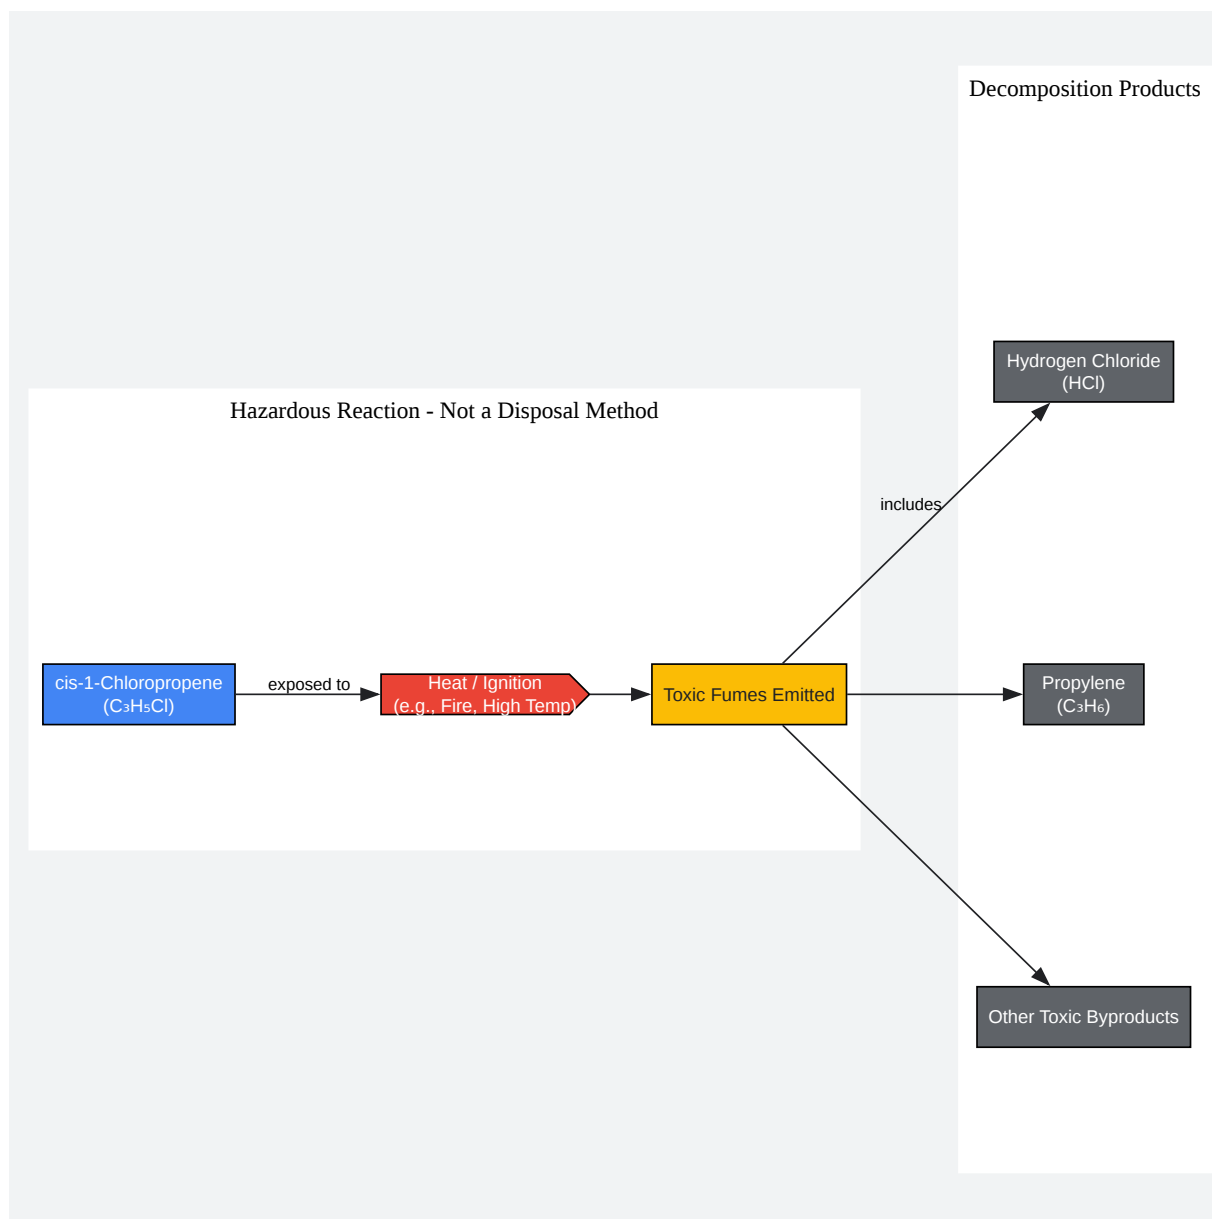 Decomposition Products
Hydrogen Chloride
(HCl)
Hazardous Reaction - Not a Disposal Method
includes
cis-1-Chloropropene
(C₃H₅Cl)
exposed to
Heat / Ignition
(e.g., Fire, High Temp)
Toxic Fumes Emitted
Propylene
(C₃H₆)
Other Toxic Byproducts